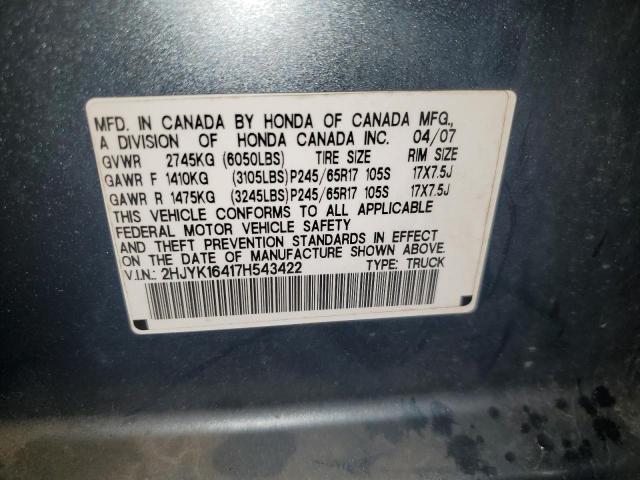 MFD. IN CANADA BY HONDA OF CANADA MFG.,
A DIVISION OF HONDA CANADA INC. 04/07
GVWR 2745KG (6050LBS) TIRE SIZE RIM SIZE
GAWR F 1410KG (3105LBS)P245/65R17 105S 17X7.5J
GAWR R 1475KG (3245LBS)P245/65R17 105S 17X7.5J
THIS VEHICLE CONFORMS TO ALL APPLICABLE
FEDERAL MOTOR VEHICLE SAFETY
AND THEFT PREVENTION STANDARDS IN EFFECT
ON THE DATE OF MANUFACTURE SHOWN ABOVE.
V.I.N.: 2HJYK16417H543422 TYPE: TRUCK